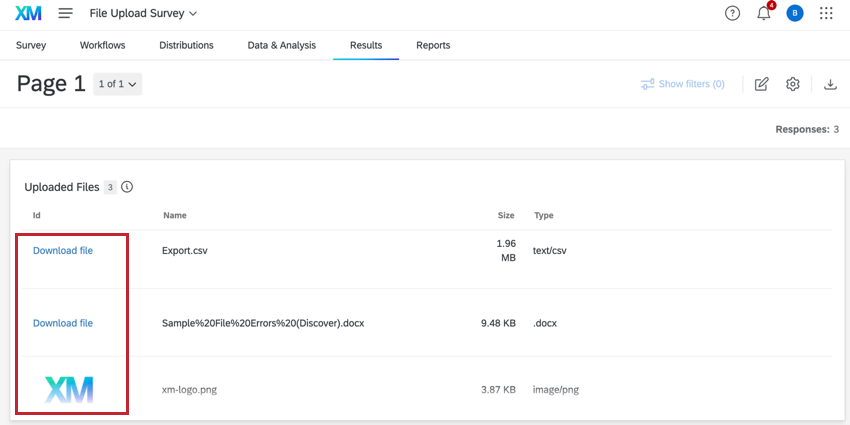 XM File Upload Survey 4 B
Survey Workflows Distributions Data & Analysis Results Reports
Page 1 1 of 1 Show filters (0)
Responses: 3
Uploaded Files 3
Id Name Size Type
Download file Export.csv 1.96 MB text/csv
Download file Sample%20File%20Errors%20(Discover).docx 9.48 KB .docx
XM xm-logo.png 3.87 KB image/png